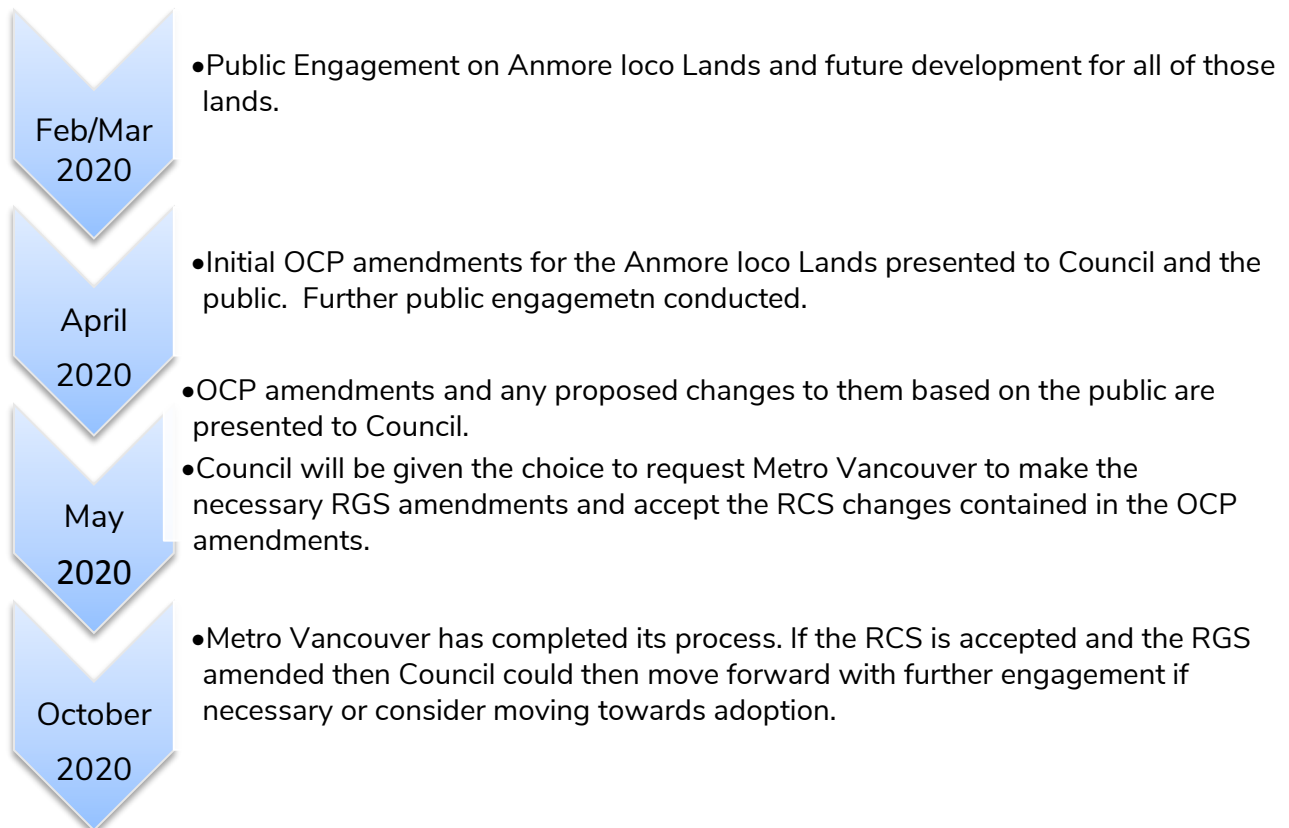 Feb/Mar
2020
•Public Engagement on Anmore Ioco Lands and future development for all of those
lands.
April
2020
•Initial OCP amendments for the Anmore Ioco Lands presented to Council and the
public.  Further public engagemetn conducted.
May
2020
•OCP amendments and any proposed changes to them based on the public are
presented to Council.
•Council will be given the choice to request Metro Vancouver to make the
necessary RGS amendments and accept the RCS changes contained in the OCP
amendments.
October
2020
•Metro Vancouver has completed its process. If the RCS is accepted and the RGS
amended then Council could then move forward with further engagement if
necessary or consider moving towards adoption.